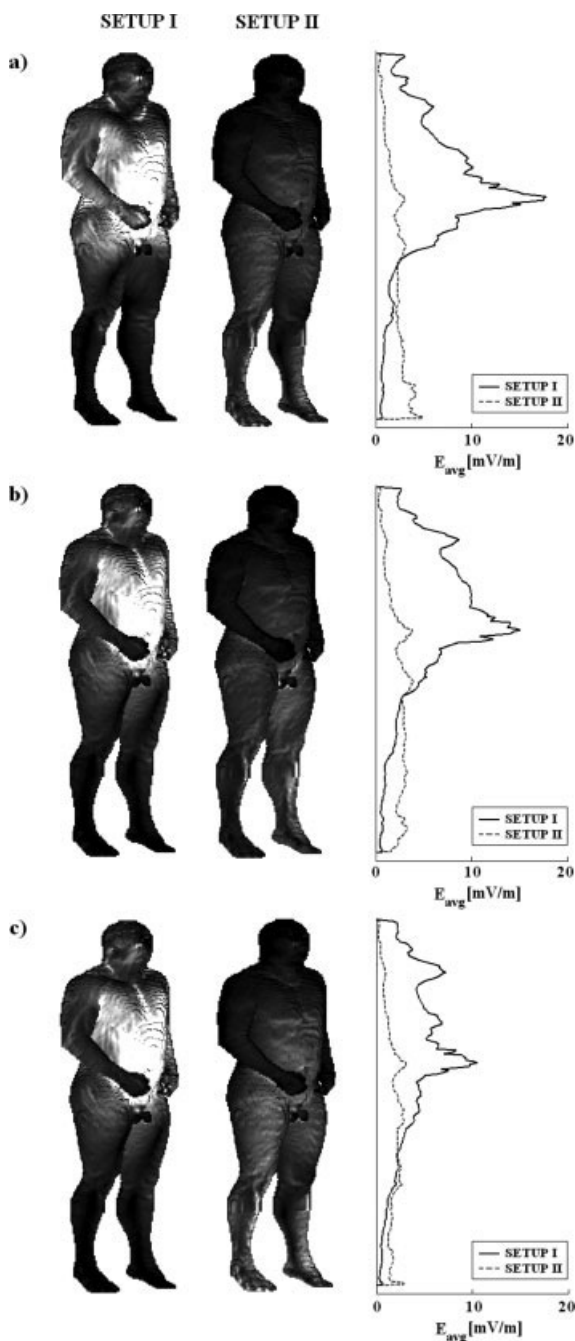 SETUP I SETUP II
a)
SETUP I
SETUP II
0 10 20
E_avg [mV/m]
b)
SETUP I
SETUP II
0 10 20
E_avg [mV/m]
c)
SETUP I
SETUP II
0 10 20
E_avg [mV/m]